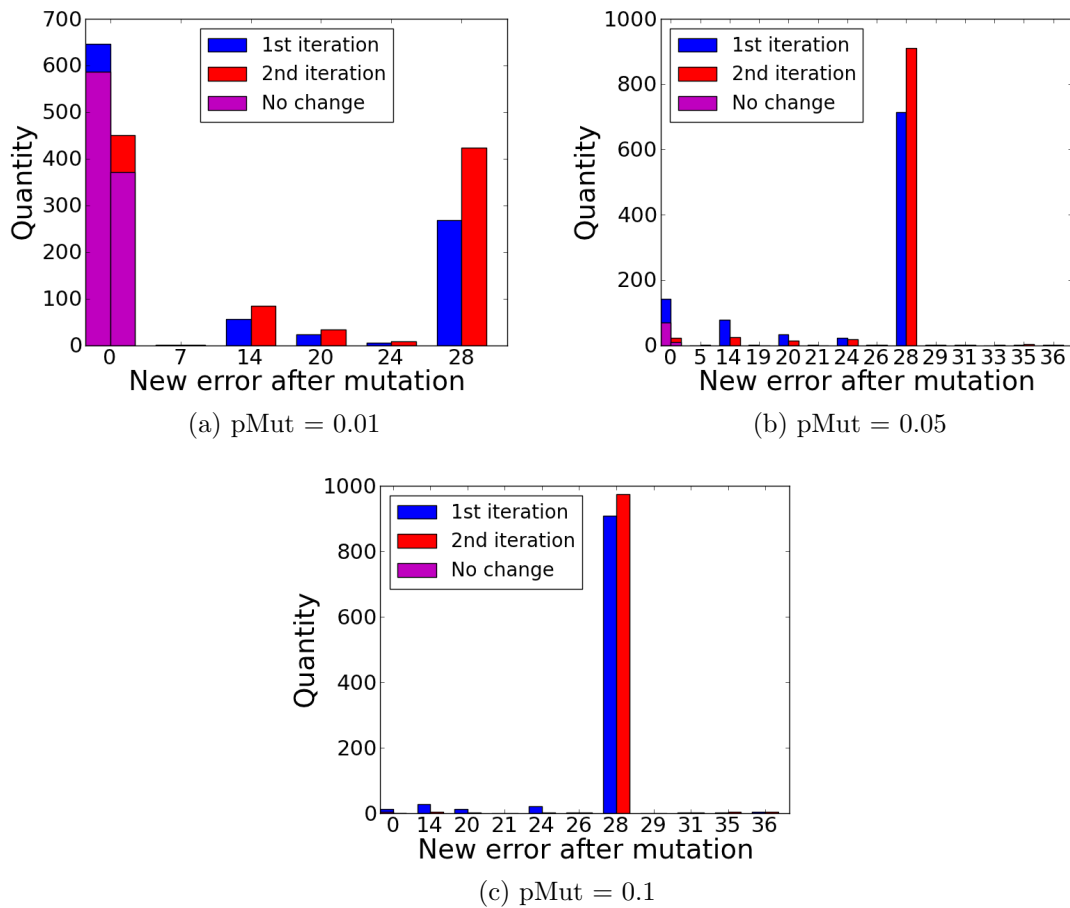 700
600
500
400
300
200
100
0
Quantity
1st iteration
2nd iteration
No change
0 7 14 20 24 28
New error after mutation
(a) pMut = 0.01
1000
800
600
400
200
0
Quantity
1st iteration
2nd iteration
No change
0 5 14 19 20 21 24 26 28 29 31 33 35 36
New error after mutation
(b) pMut = 0.05
1000
800
600
400
200
0
Quantity
1st iteration
2nd iteration
No change
0 14 20 21 24 26 28 29 31 35 36
New error after mutation
(c) pMut = 0.1